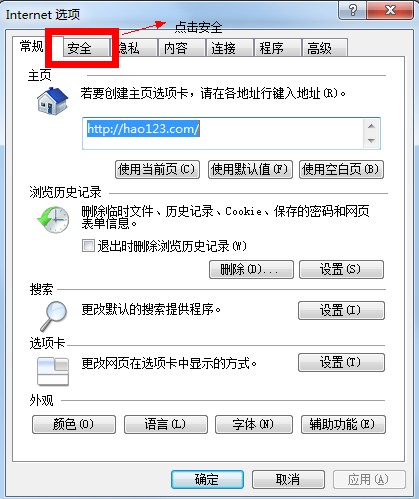 Internet 选项
点击安全
常规 安全 隐私 内容 连接 程序 高级
主页
若要创建主页选项卡，请在各地址行键入地址(R)。
http://hao123.com/
使用当前页(C) 使用默认值(F) 使用空白页(B)
浏览历史记录
删除临时文件、历史记录、Cookie、保存的密码和网页
表单信息。
退出时删除浏览历史记录(W)
删除(D)... 设置(S)
搜索
更改默认的搜索提供程序。 设置(I)
选项卡
更改网页在选项卡中显示的方式。 设置(T)
外观
颜色(O) 语言(L) 字体(N) 辅助功能(E)
确定 取消 应用(A)